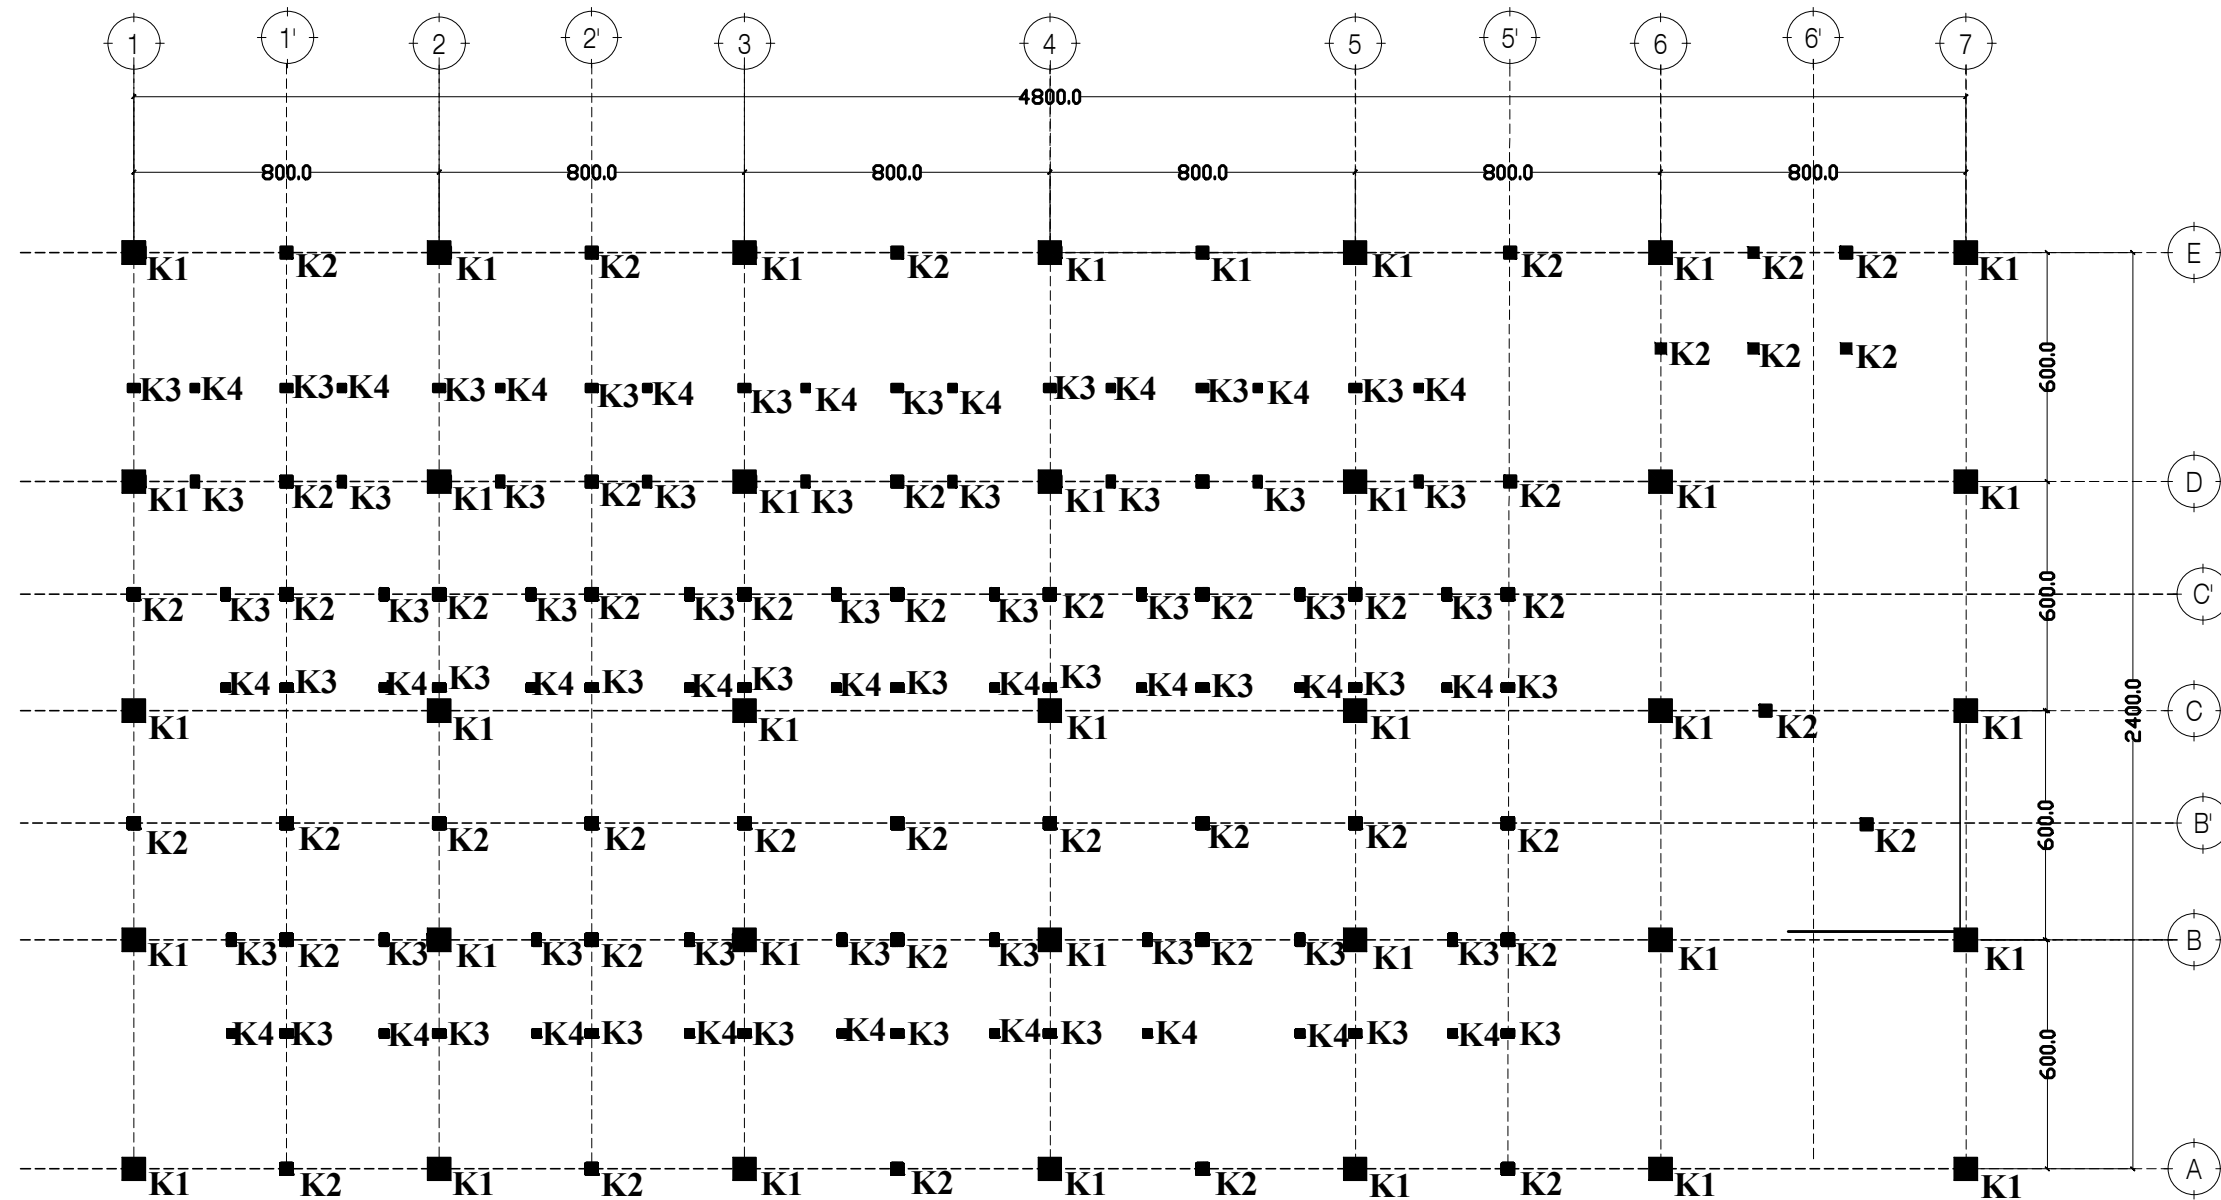 1 1' 2 2' 3 4 5 5' 6 6' 7
4800.0
800.0 800.0 800.0 800.0 800.0 800.0
E
K1 K2 K1 K2 K1 K2 K1 K1 K1 K2 K1 K2 K2 K1
K2 K2 K2
600.0
K3 K4 K3 K4 K3 K4 K3 K4 K3 K4 K3 K4 K3 K4 K3 K4 K3 K4
D
K1 K3 K2 K3 K1 K3 K2 K3 K1 K3 K2 K3 K1 K3 K3 K1 K3 K2 K1 K1
C'
600.0
K2 K3 K2 K3 K2 K3 K2 K3 K2 K3 K2 K3 K2 K3 K2 K3 K2 K3 K2
K4 K3 K4 K3 K4 K3 K4 K3 K4 K3 K4 K3 K4 K3 K4 K3 K4 K3
2400.0
C
K1 K1 K1 K1 K1 K1 K2 K1
B'
600.0
K2 K2 K2 K2 K2 K2 K2 K2 K2 K2 K2
B
K1 K3 K2 K3 K1 K3 K2 K3 K1 K3 K2 K3 K1 K3 K2 K3 K1 K3 K2 K1 K1
K4 K3 K4 K3 K4 K3 K4 K3 K4 K3 K4 K3 K4 K4 K3 K4 K3
600.0
A
K1 K2 K1 K2 K1 K2 K1 K2 K1 K2 K1 K1